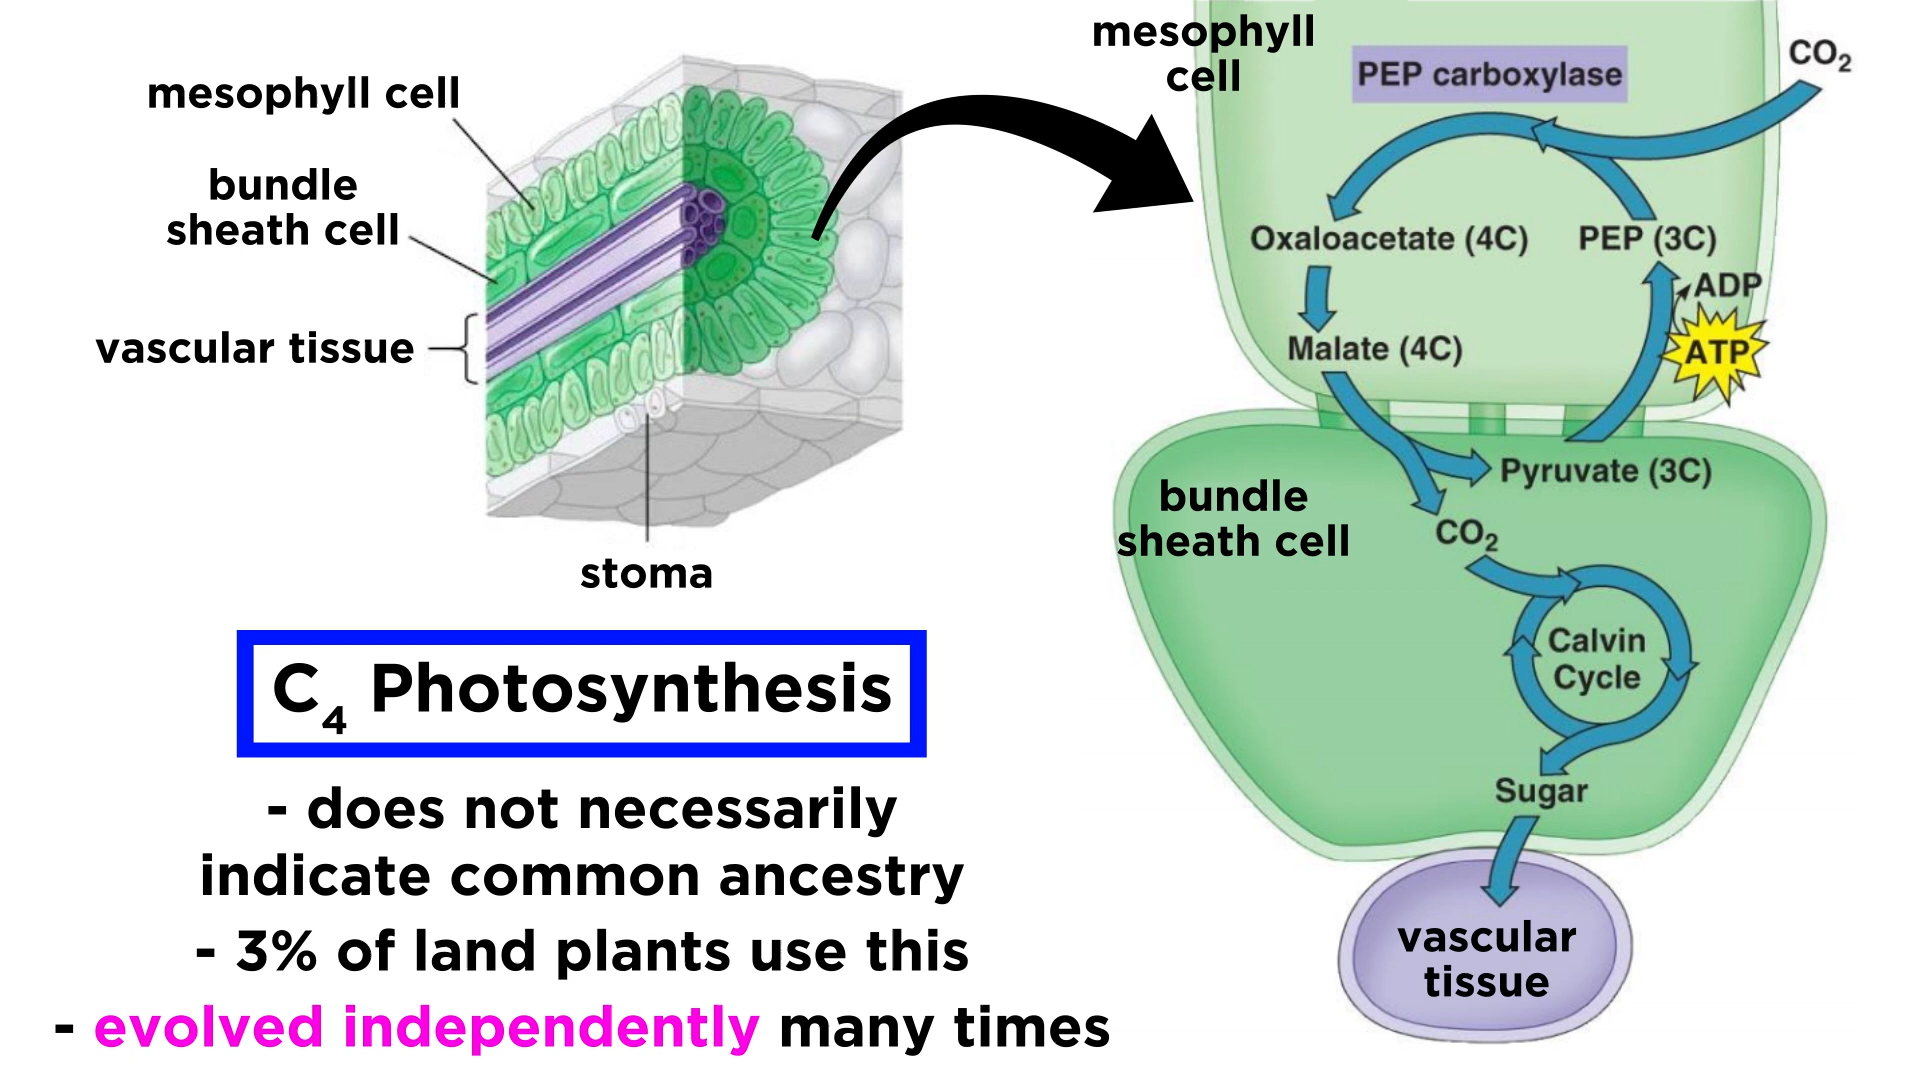 mesophyll cell
bundle
sheath cell
vascular tissue
stoma
C₄ Photosynthesis
- does not necessarily
indicate common ancestry
- 3% of land plants use this
- evolved independently many times
mesophyll
cell
PEP carboxylase
CO₂
Oxaloacetate (4C)
PEP (3C)
ADP
Malate (4C)
ATP
bundle
sheath cell
Pyruvate (3C)
CO₂
Calvin
Cycle
Sugar
vascular
tissue